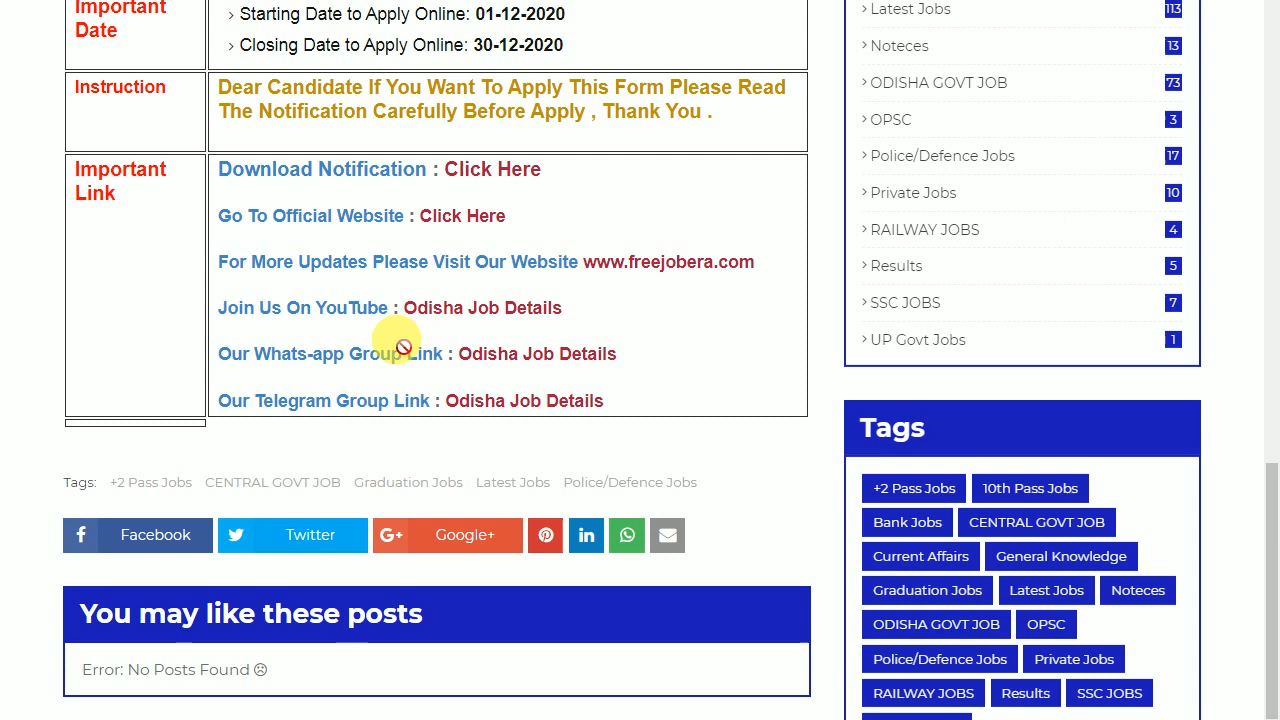 Important
Date
Starting Date to Apply Online: 01-12-2020
Closing Date to Apply Online: 30-12-2020
Instruction
Dear Candidate If You Want To Apply This Form Please Read
The Notification Carefully Before Apply , Thank You .
Important
Link
Download Notification : Click Here
Go To Official Website : Click Here
For More Updates Please Visit Our Website www.freejobera.com
Join Us On YouTube : Odisha Job Details
Our Whats-app Group Link : Odisha Job Details
Our Telegram Group Link : Odisha Job Details
Tags: +2 Pass Jobs CENTRAL GOVT JOB Graduation Jobs Latest Jobs Police/Defence Jobs
Facebook Twitter Google+
You may like these posts
Error: No Posts Found ☹
Latest Jobs 113
Noteces 13
ODISHA GOVT JOB 73
OPSC 3
Police/Defence Jobs 17
Private Jobs 10
RAILWAY JOBS 4
Results 5
SSC JOBS 7
UP Govt Jobs 1
Tags
+2 Pass Jobs 10th Pass Jobs
Bank Jobs CENTRAL GOVT JOB
Current Affairs General Knowledge
Graduation Jobs Latest Jobs Noteces
ODISHA GOVT JOB OPSC
Police/Defence Jobs Private Jobs
RAILWAY JOBS Results SSC JOBS